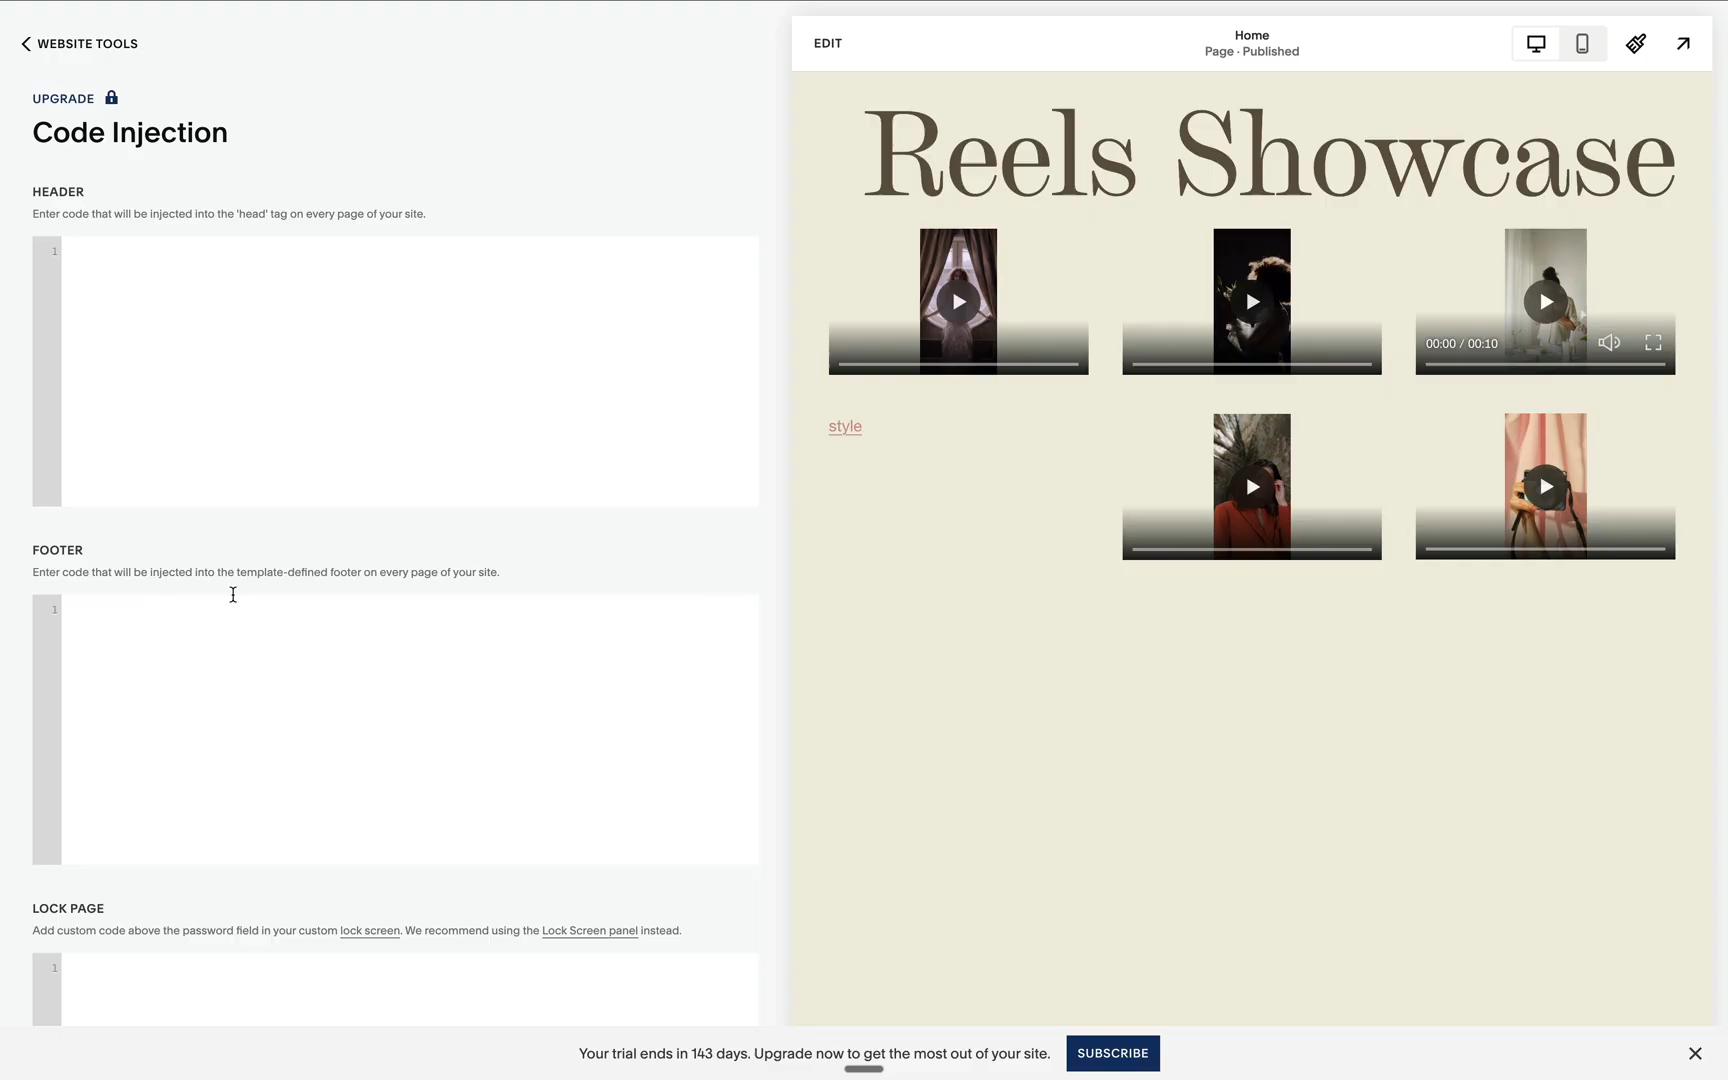 WEBSITE TOOLS
UPGRADE
Code Injection
HEADER
Enter code that will be injected into the 'head' tag on every page of your site.
1
FOOTER
Enter code that will be injected into the template-defined footer on every page of your site.
1
LOCK PAGE
Add custom code above the password field in your custom lock screen. We recommend using the Lock Screen panel instead.
1
EDIT
Home
Page · Published
Reels Showcase
00:00 / 00:10
style
Your trial ends in 143 days. Upgrade now to get the most out of your site.
SUBSCRIBE